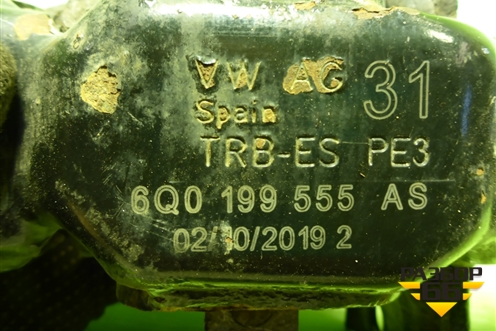 VW AG 31
Spain
TRB-ES PE3
6Q0 199 555 AS
02/10/2019 2